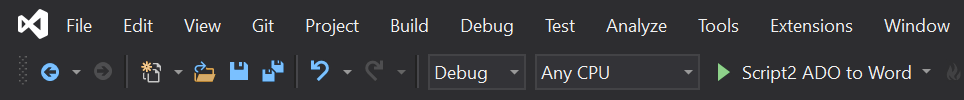 File Edit View Git Project Build Debug Test Analyze Tools Extensions Window
Debug Any CPU Script2 ADO to Word